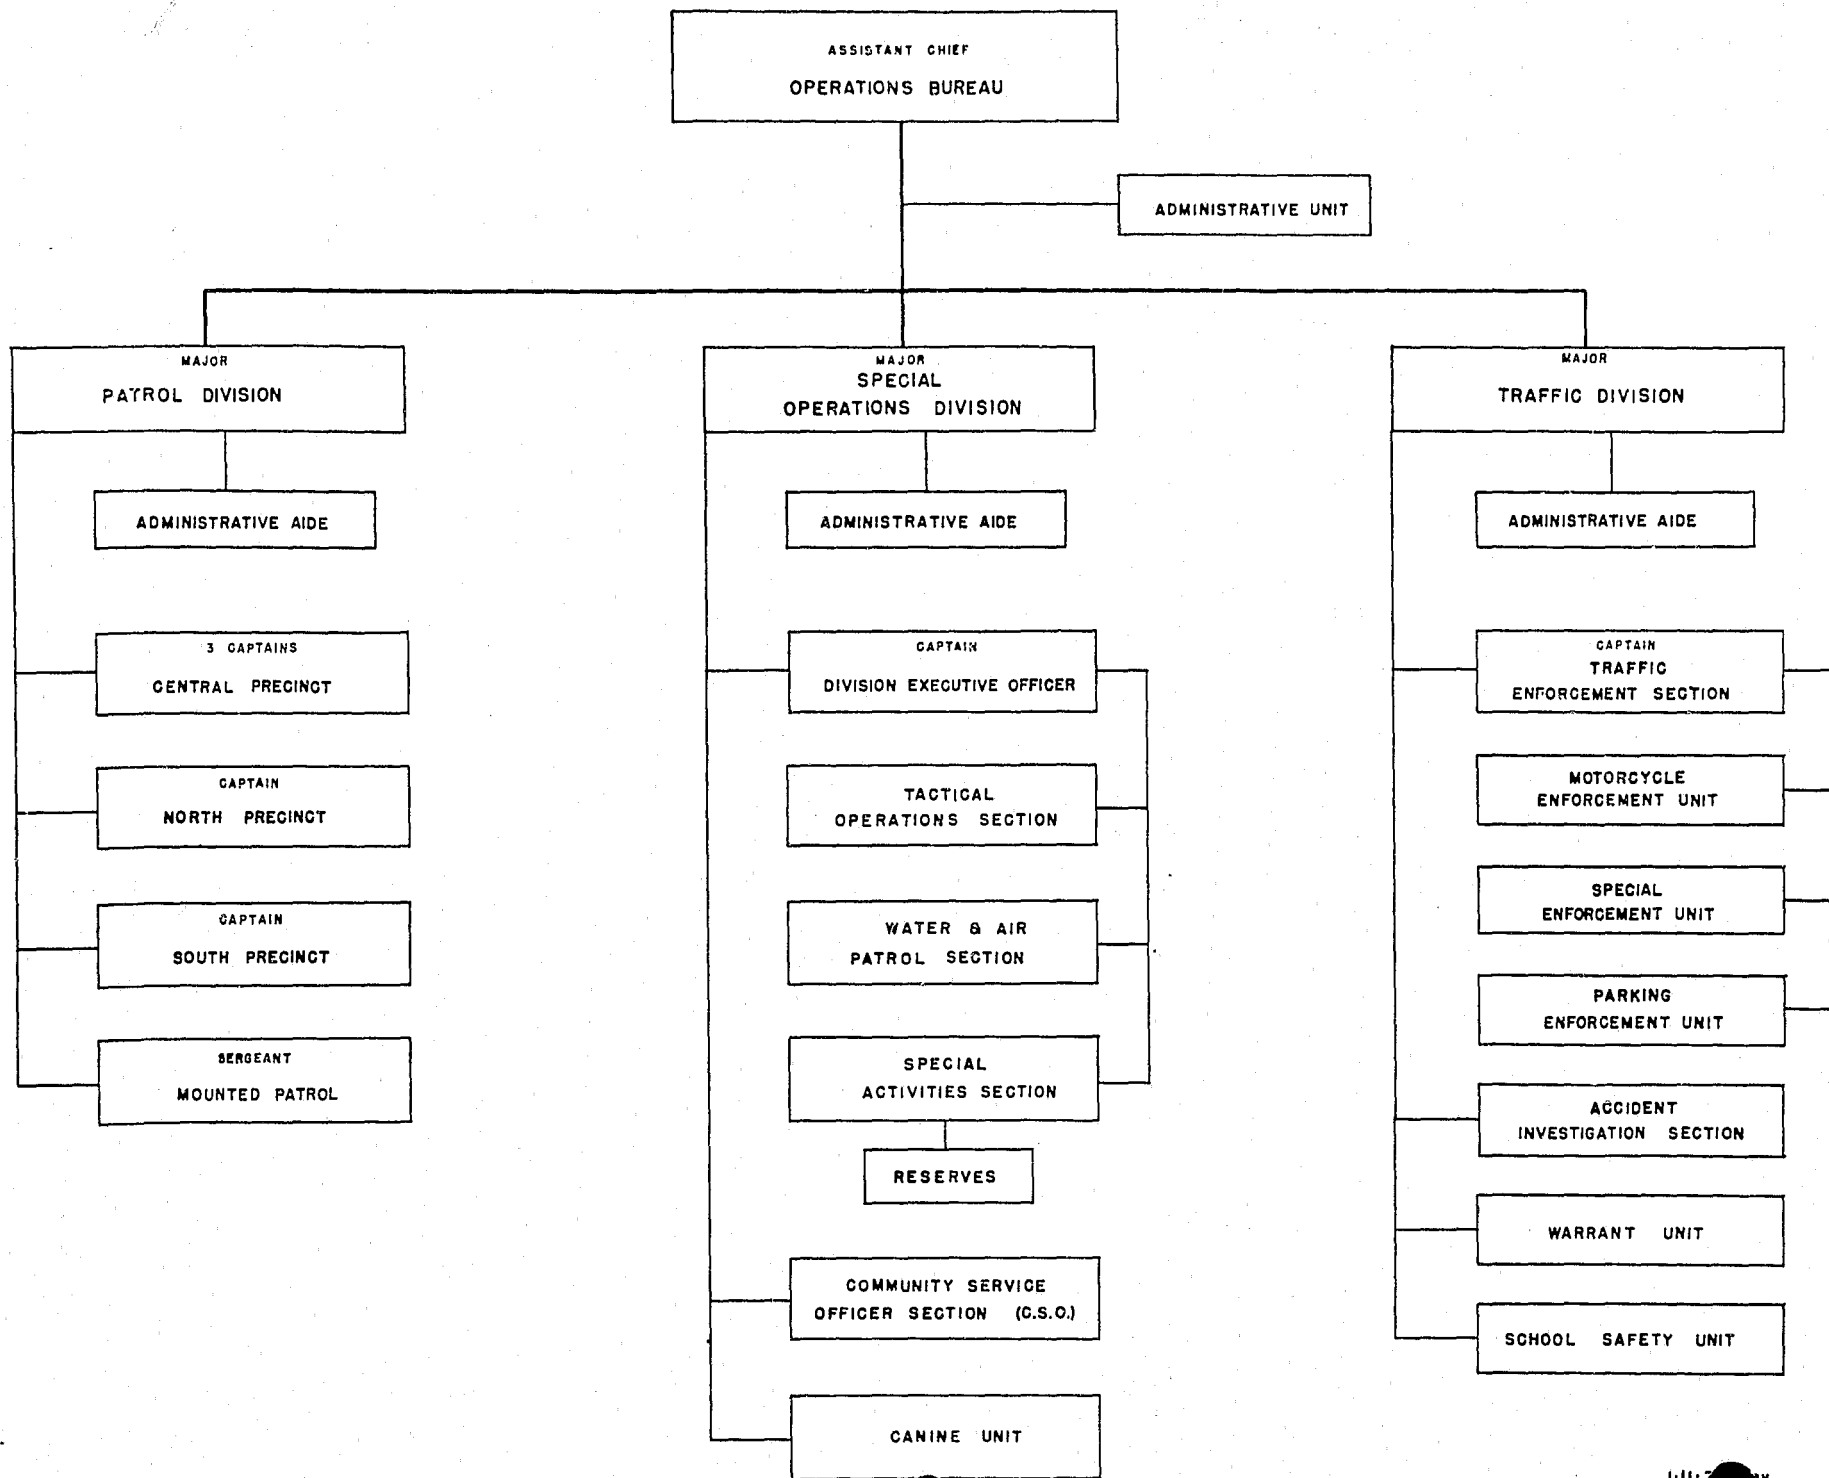 ASSISTANT CHIEF
OPERATIONS BUREAU
ADMINISTRATIVE UNIT
MAJOR
PATROL DIVISION
ADMINISTRATIVE AIDE
3 CAPTAINS
CENTRAL PRECINCT
CAPTAIN
NORTH PRECINCT
CAPTAIN
SOUTH PRECINCT
SERGEANT
MOUNTED PATROL
MAJOR
SPECIAL
OPERATIONS DIVISION
ADMINISTRATIVE AIDE
CAPTAIN
DIVISION EXECUTIVE OFFICER
TACTICAL
OPERATIONS SECTION
WATER & AIR
PATROL SECTION
SPECIAL
ACTIVITIES SECTION
RESERVES
COMMUNITY SERVICE
OFFICER SECTION (C.S.O.)
CANINE UNIT
MAJOR
TRAFFIC DIVISION
ADMINISTRATIVE AIDE
CAPTAIN
TRAFFIC
ENFORCEMENT SECTION
MOTORCYCLE
ENFORCEMENT UNIT
SPECIAL
ENFORCEMENT UNIT
PARKING
ENFORCEMENT UNIT
ACCIDENT
INVESTIGATION SECTION
WARRANT UNIT
SCHOOL SAFETY UNIT